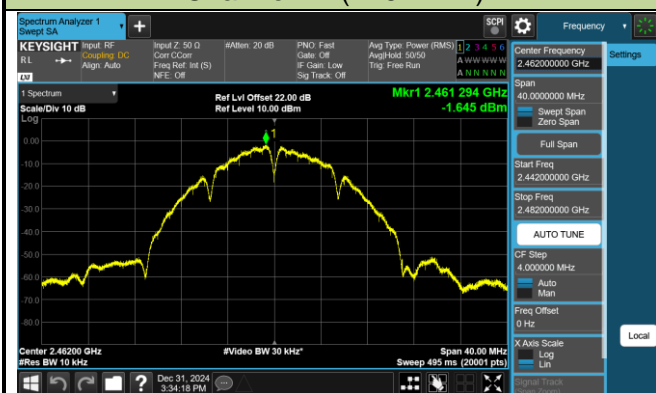 Spectrum Analyzer 1
Swept SA
+
SCPI
Frequency
KEYSIGHT
Input: RF
Coupling: DC
Align: Auto
Input Z: 50 Ω
Corr CCorr
Freq Ref: Int (S)
NFE: Off
#Atten: 20 dB
PNO: Fast
Gate: Off
IF Gain: Low
Sig Track: Off
Avg Type: Power (RMS)
Avg|Hold: 50/50
Trig: Free Run
1 2 3 4 5 6
A W W W W W
A N N N N N
RL
LXI
Center Frequency
2.462000000 GHz
Settings
Span
40.0000000 MHz
Swept Span
Zero Span
Full Span
Start Freq
2.442000000 GHz
Stop Freq
2.482000000 GHz
AUTO TUNE
CF Step
4.000000 MHz
Auto
Man
Freq Offset
0 Hz
X Axis Scale
Log
Lin
Signal Track
Local
1 Spectrum
Scale/Div 10 dB
Log
Ref Lvl Offset 22.00 dB
Ref Level 10.00 dBm
Mkr1 2.461 294 GHz
-1.645 dBm
1
0.00
-10.0
-20.0
-30.0
-40.0
-50.0
-60.0
-70.0
-80.0
Center 2.46200 GHz
#Res BW 10 kHz
#Video BW 30 kHz*
Span 40.00 MHz
Sweep 495 ms (20001 pts)
?
Dec 31, 2024
3:34:18 PM